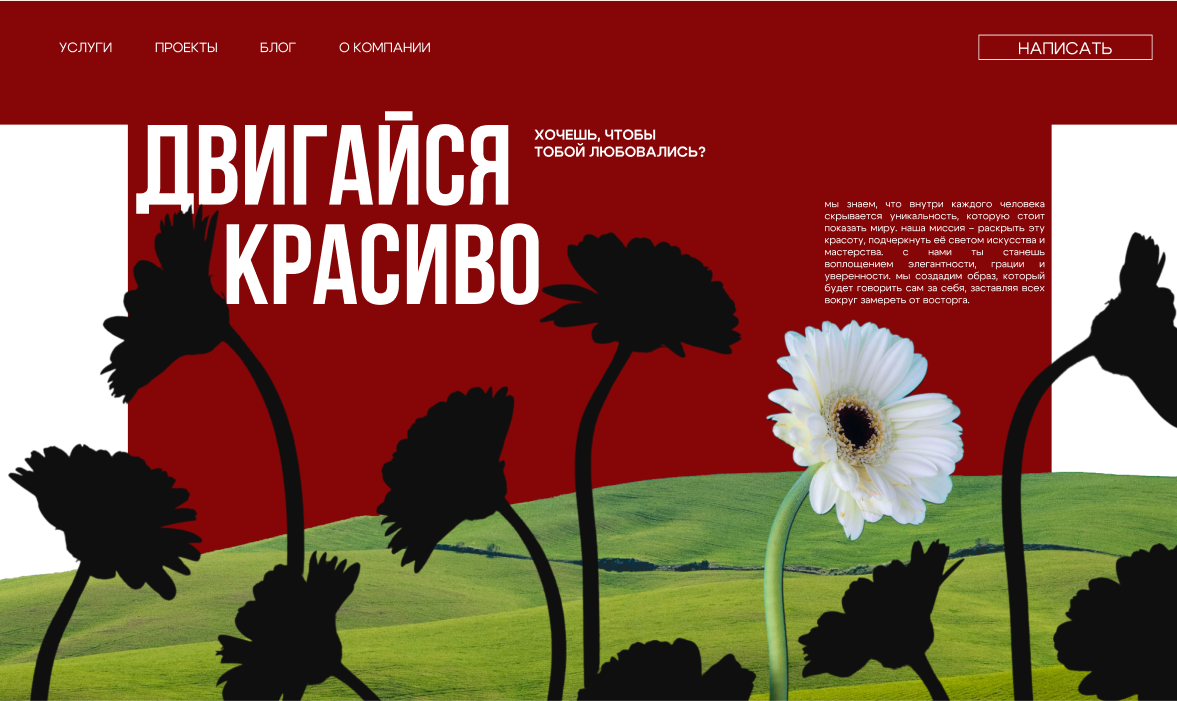 УСЛУГИ ПРОЕКТЫ БЛОГ О КОМПАНИИ НАПИСАТЬ
ДВИГАЙСЯ
КРАСИВО
ХОЧЕШЬ, ЧТОБЫ
ТОБОЙ ЛЮБОВАЛИСЬ?
мы знаем, что внутри каждого человека
скрывается уникальность, которую стоит
показать миру. наша миссия – раскрыть эту
красоту, подчеркнуть её светом искусства и
мастерства. с нами ты станешь
воплощением элегантности, грации и
уверенности. мы создадим образ, который
будет говорить сам за себя, заставляя всех
вокруг замереть от восторга.